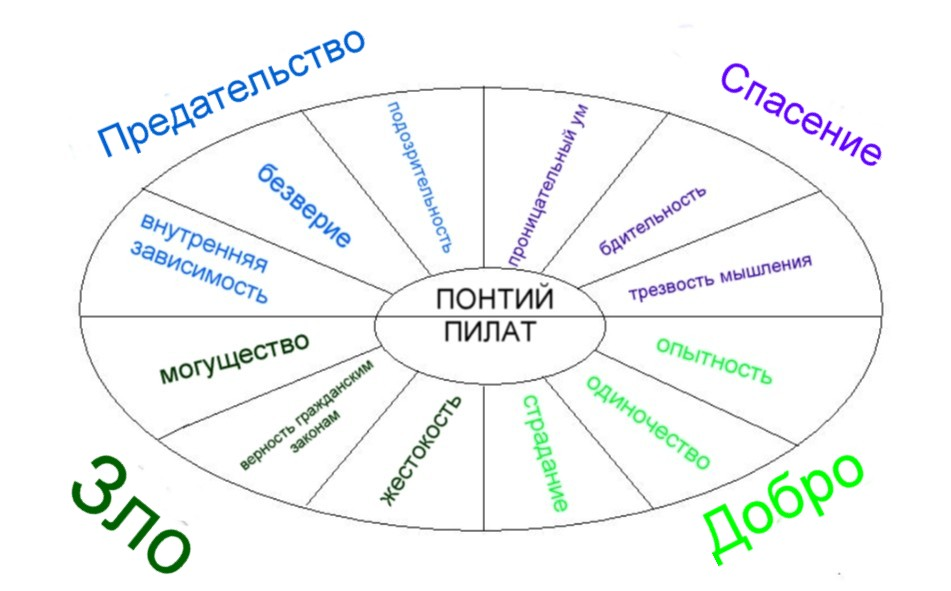 Предательство
Спасение
подозрительность
проницательный ум
безверие
бдительность
внутренняя
зависимость
трезвость мышления
ПОНТИЙ
ПИЛАТ
могущество
опытность
верность гражданским
законам
одиночество
жестокость
страдание
Зло
Добро